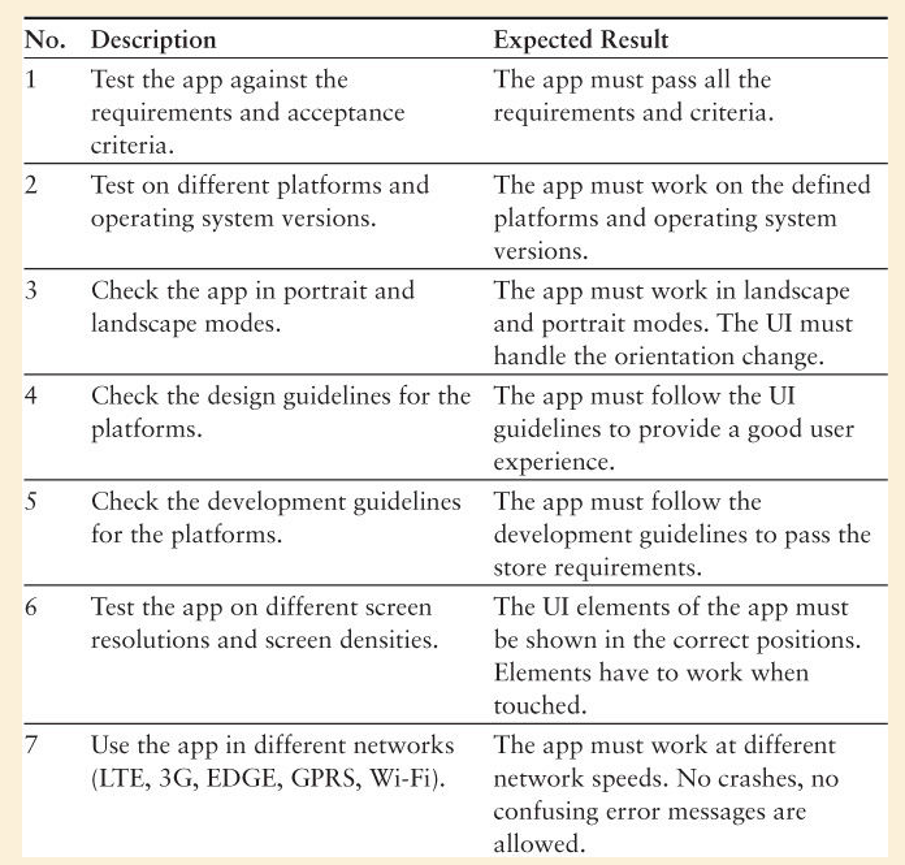 No. Description Expected Result
1 Test the app against the The app must pass all the
requirements and acceptance requirements and criteria.
criteria.
2 Test on different platforms and The app must work on the defined
operating system versions. platforms and operating system
versions.
3 Check the app in portrait and The app must work in landscape
landscape modes. and portrait modes. The UI must
handle the orientation change.
4 Check the design guidelines for the The app must follow the UI
platforms. guidelines to provide a good user
experience.
5 Check the development guidelines The app must follow the
for the platforms. development guidelines to pass the
store requirements.
6 Test the app on different screen The UI elements of the app must
resolutions and screen densities. be shown in the correct positions.
Elements have to work when
touched.
7 Use the app in different networks The app must work at different
(LTE, 3G, EDGE, GPRS, Wi-Fi). network speeds. No crashes, no
confusing error messages are
allowed.